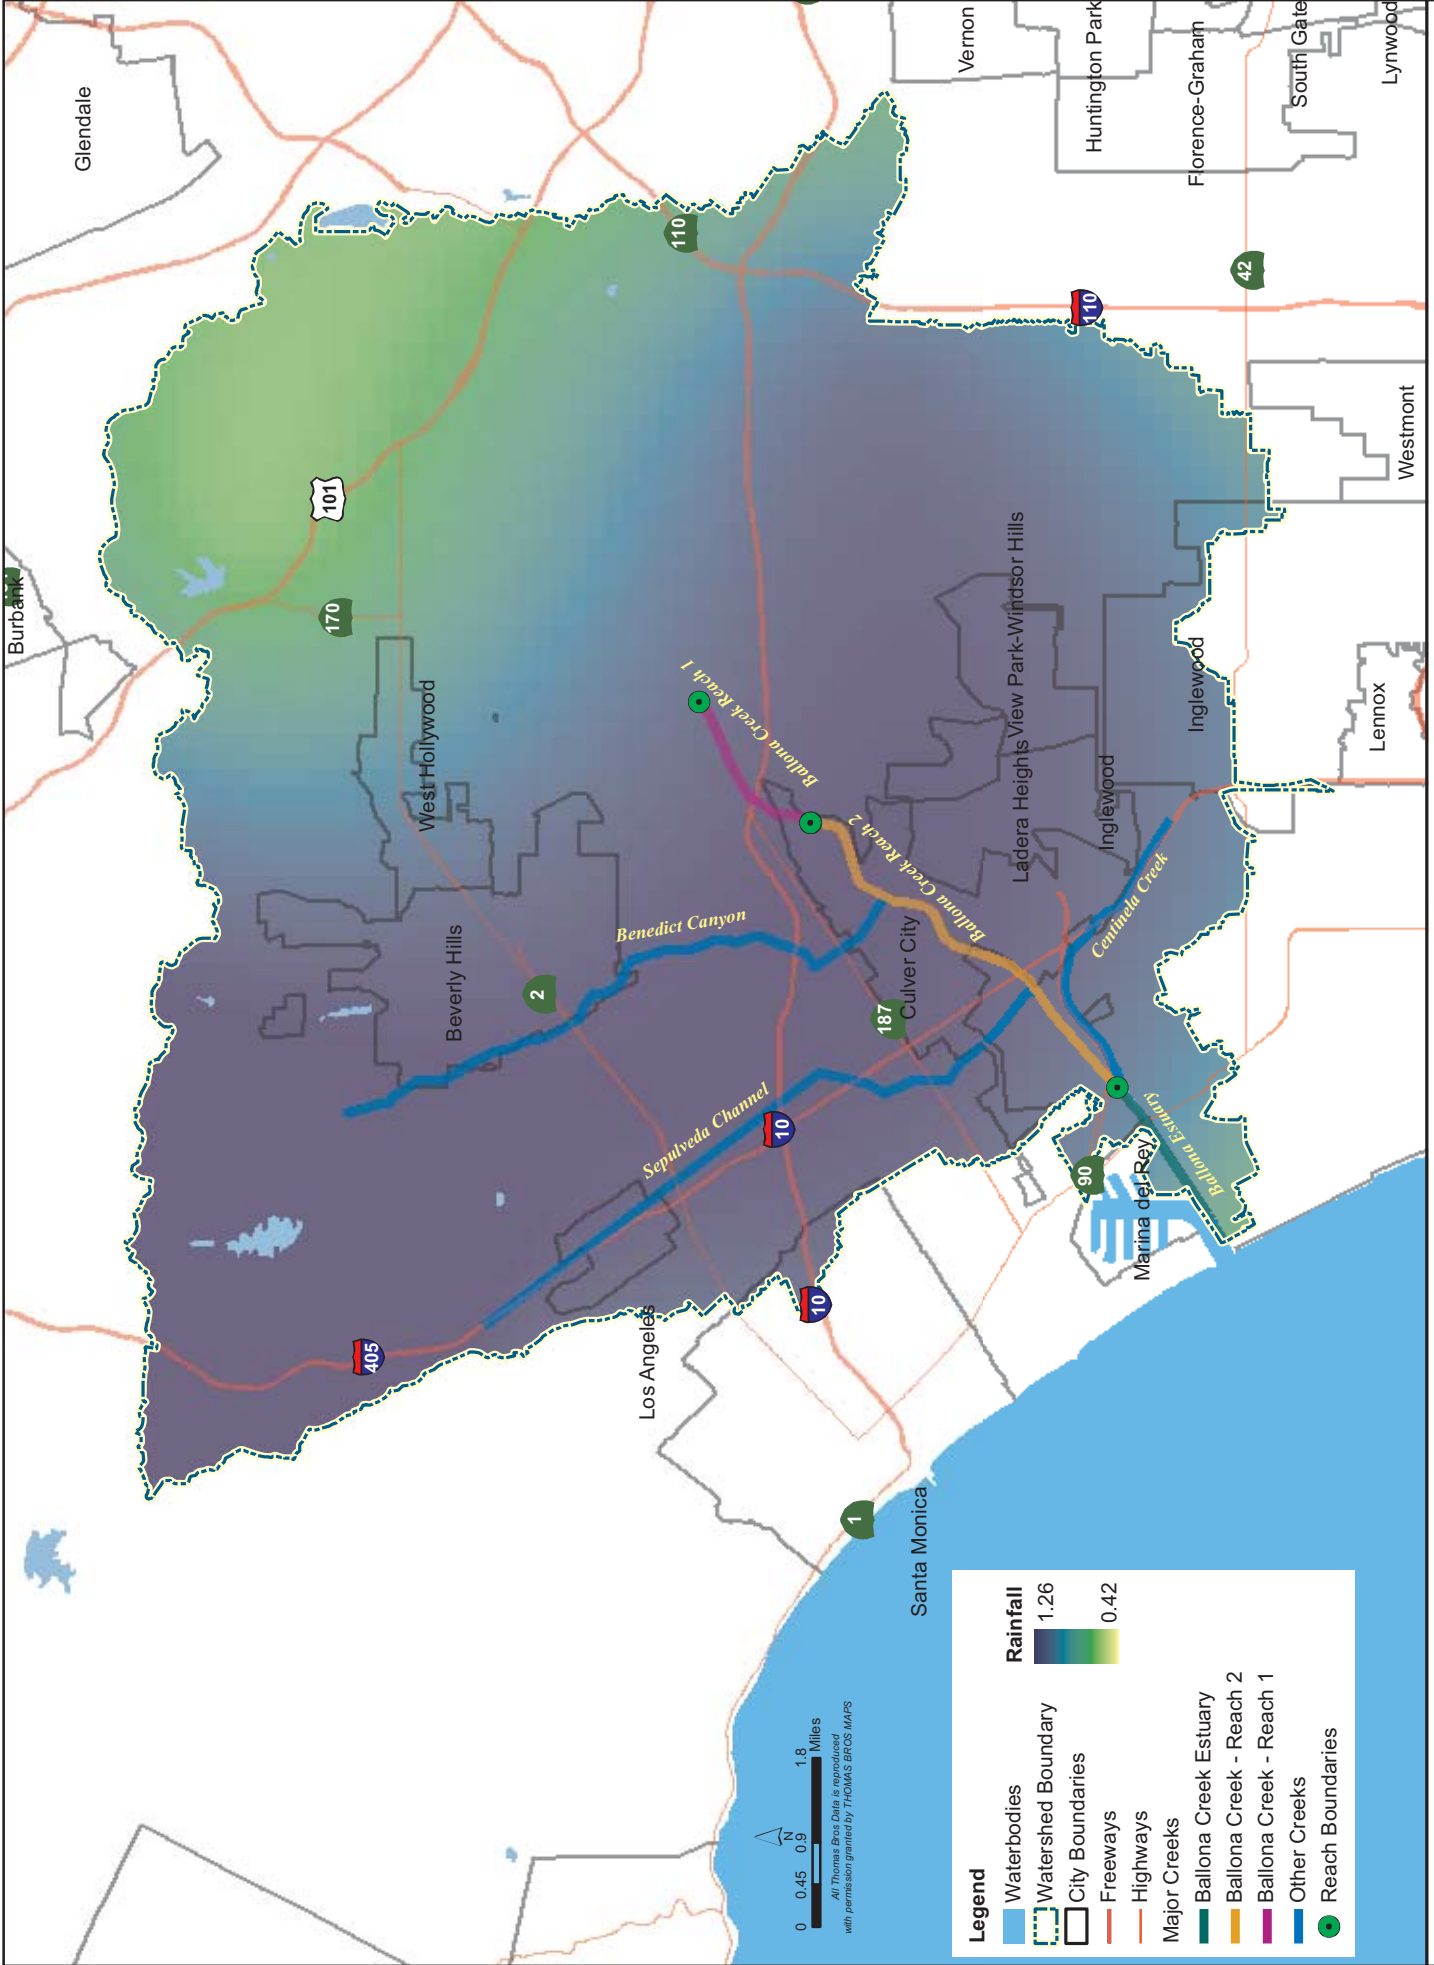 Glendale
Burbank
Vernon
Huntington Park
Florence-Graham
South Gate
Lynwood
101
170
110
110
42
West Hollywood
Beverly Hills
2
405
10
10
187
90
1
Benedict Canyon
Sepulveda Channel
Ballona Creek Reach 1
Ballona Creek Reach 2
Centinela Creek
Ballona Estuary
Culver City
Ladera Heights
View Park-Windsor Hills
Inglewood
Inglewood
Westmont
Lennox
Marina del Rey
Los Angeles
Santa Monica
N
0 0.45 0.9 1.8
Miles
All Thomas Bros Data is reproduced
with permission granted by THOMAS BROS MAPS
Legend
Waterbodies
Watershed Boundary
City Boundaries
Freeways
Highways
Major Creeks
Ballona Creek Estuary
Ballona Creek - Reach 2
Ballona Creek - Reach 1
Other Creeks
Reach Boundaries
Rainfall
1.26
0.42